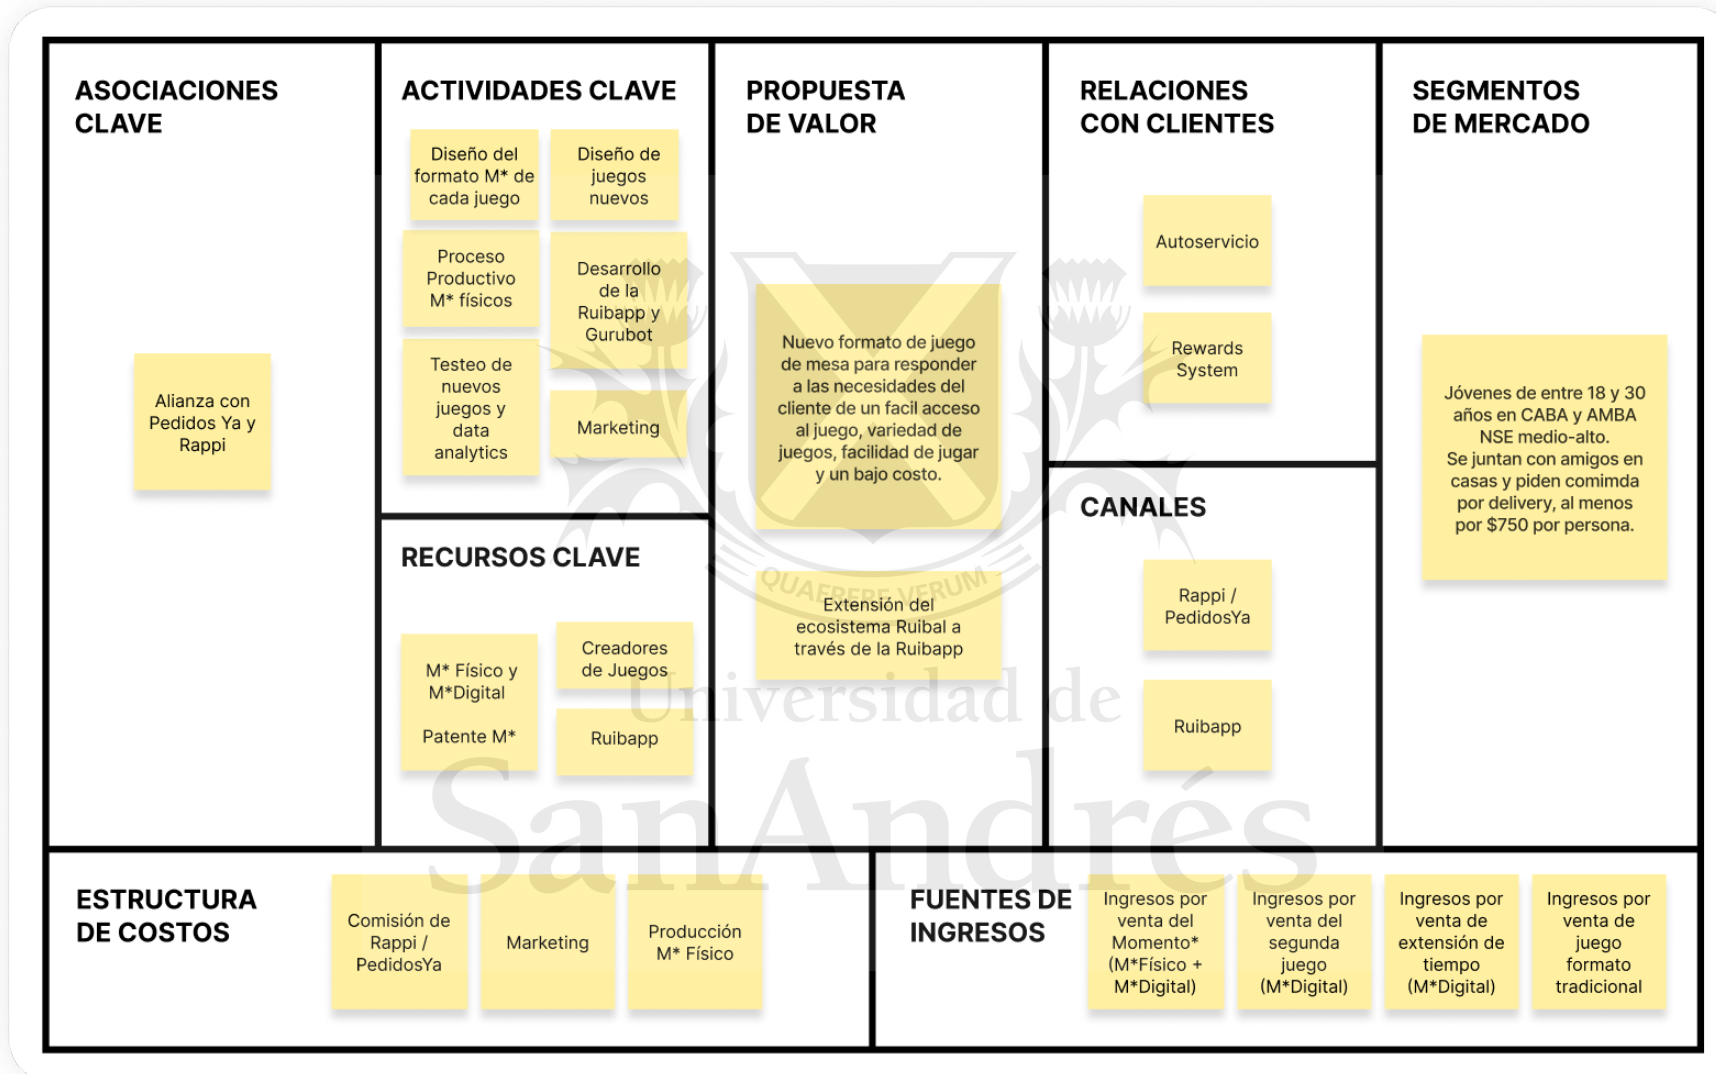 ASOCIACIONES
CLAVE
Alianza con
Pedidos Ya y
Rappi
ACTIVIDADES CLAVE
Diseño del
formato M* de
cada juego
Diseño de
juegos
nuevos
Proceso
Productivo
M* físicos
Desarrollo
de la
Ruibapp y
Gurubot
Testeo de
nuevos
juegos y
data
analytics
Marketing
RECURSOS CLAVE
M* Físico y
M*Digital
Patente M*
Creadores
de Juegos
Ruibapp
PROPUESTA
DE VALOR
Nuevo formato de juego
de mesa para responder
a las necesidades del
cliente de un facil acceso
al juego, variedad de
juegos, facilidad de jugar
y un bajo costo.
Extensión del
ecosistema Ruibal a
través de la Ruibapp
RELACIONES
CON CLIENTES
Autoservicio
Rewards
System
CANALES
Rappi /
PedidosYa
Ruibapp
SEGMENTOS
DE MERCADO
Jóvenes de entre 18 y 30
años en CABA y AMBA
NSE medio-alto.
Se juntan con amigos en
casas y piden comimda
por delivery, al menos
por $750 por persona.
ESTRUCTURA
DE COSTOS
Comisión de
Rappi /
PedidosYa
Marketing
Producción
M* Físico
FUENTES DE
INGRESOS
Ingresos por
venta del
Momento*
(M*Físico +
M*Digital)
Ingresos por
venta del
segunda
juego
(M*Digital)
Ingresos por
venta de
extensión de
tiempo
(M*Digital)
Ingresos por
venta de
juego
formato
tradicional
QUAERERE VERUM
Universidad de
SanAndrés